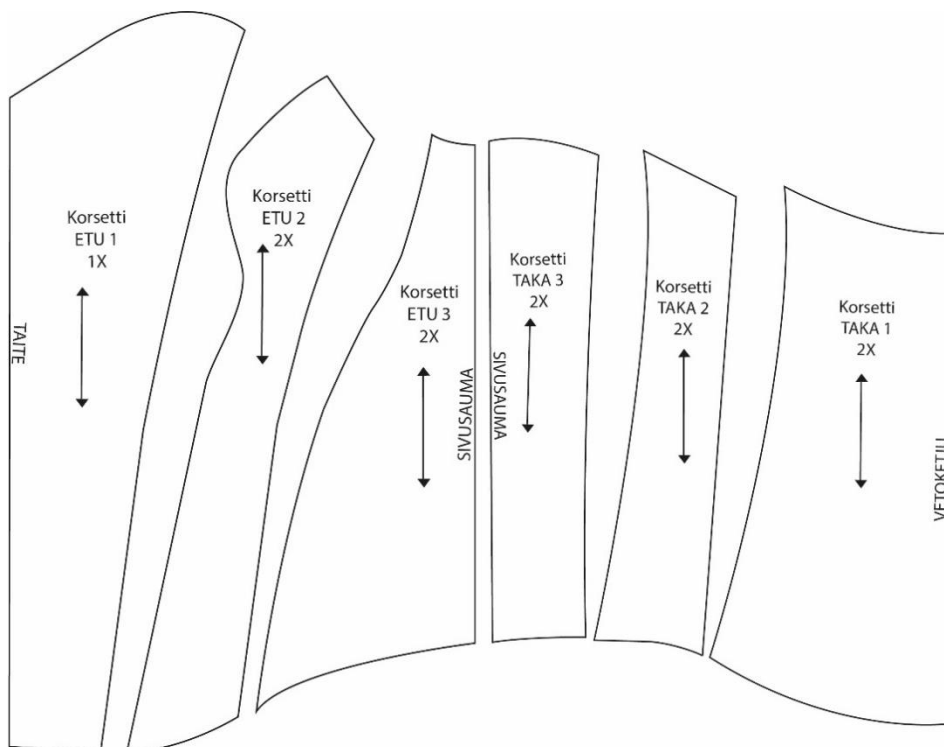 Korsetti
ETU 1
1X
TAITE
Korsetti
ETU 2
2X
Korsetti
ETU 3
2X
SIVUSAUMA
Korsetti
TAKA 3
2X
SIVUSAUMA
Korsetti
TAKA 2
2X
Korsetti
TAKA 1
2X
VETOKETJU